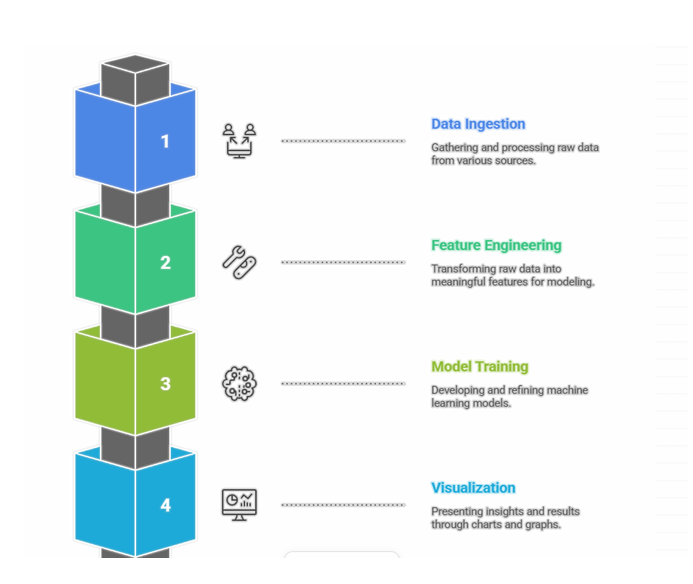 1
Data Ingestion
Gathering and processing raw data
from various sources.
2
Feature Engineering
Transforming raw data into
meaningful features for modeling.
3
Model Training
Developing and refining machine
learning models.
4
Visualization
Presenting insights and results
through charts and graphs.